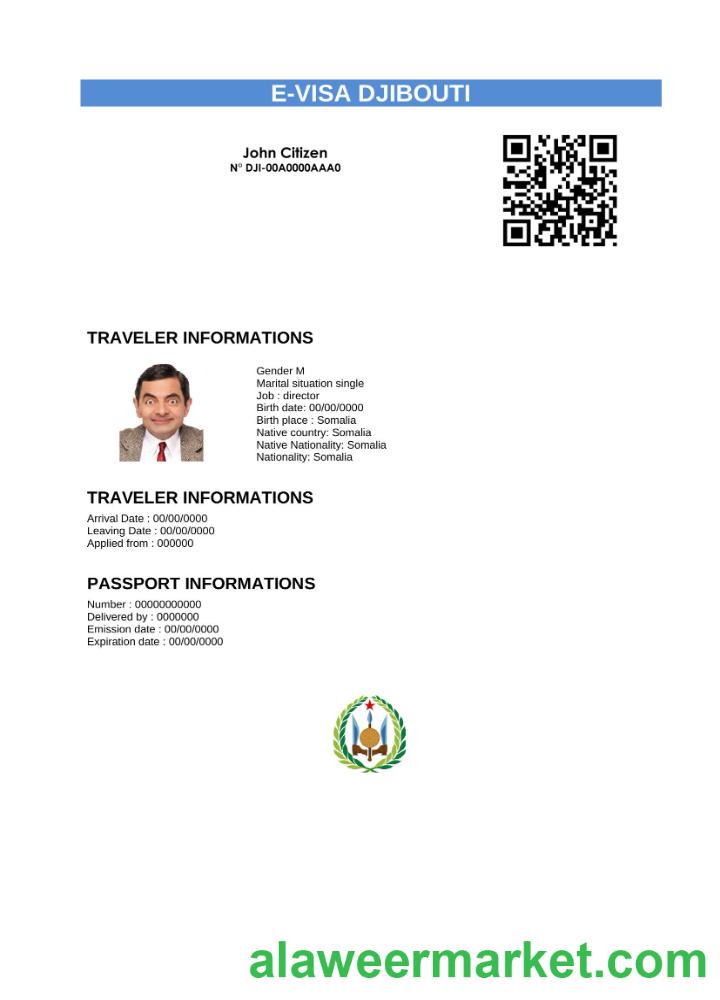 E-VISA DJIBOUTI
John Citizen
N° DJI-00A0000AAA0
TRAVELER INFORMATIONS
Gender M
Marital situation single
Job : director
Birth date: 00/00/0000
Birth place : Somalia
Native country: Somalia
Native Nationality: Somalia
Nationality: Somalia
TRAVELER INFORMATIONS
Arrival Date : 00/00/0000
Leaving Date : 00/00/0000
Applied from : 000000
PASSPORT INFORMATIONS
Number : 00000000000
Delivered by : 0000000
Emission date : 00/00/0000
Expiration date : 00/00/0000
alaweermarket.com